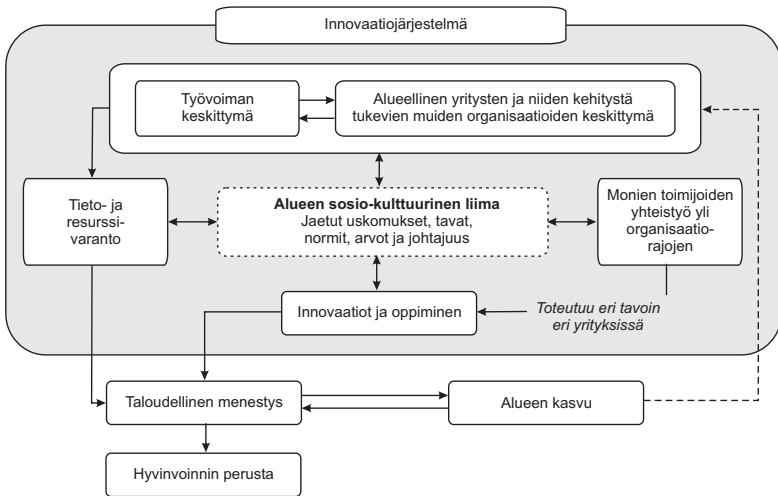 Innovaatiojärjestelmä
Työvoiman
keskittymä
Alueellinen yritysten ja niiden kehitystä
tukevien muiden organisaatioiden keskittymä
Tieto- ja
resurssi-
varanto
Alueen sosio-kulttuurinen liima
Jaetut uskomukset, tavat,
normit, arvot ja johtajuus
Monien toimijoiden
yhteistyö yli
organisaatio-
rajojen
Innovaatiot ja oppiminen
Toteutuu eri tavoin
eri yrityksissä
Taloudellinen menestys
Alueen kasvu
Hyvinvoinnin perusta